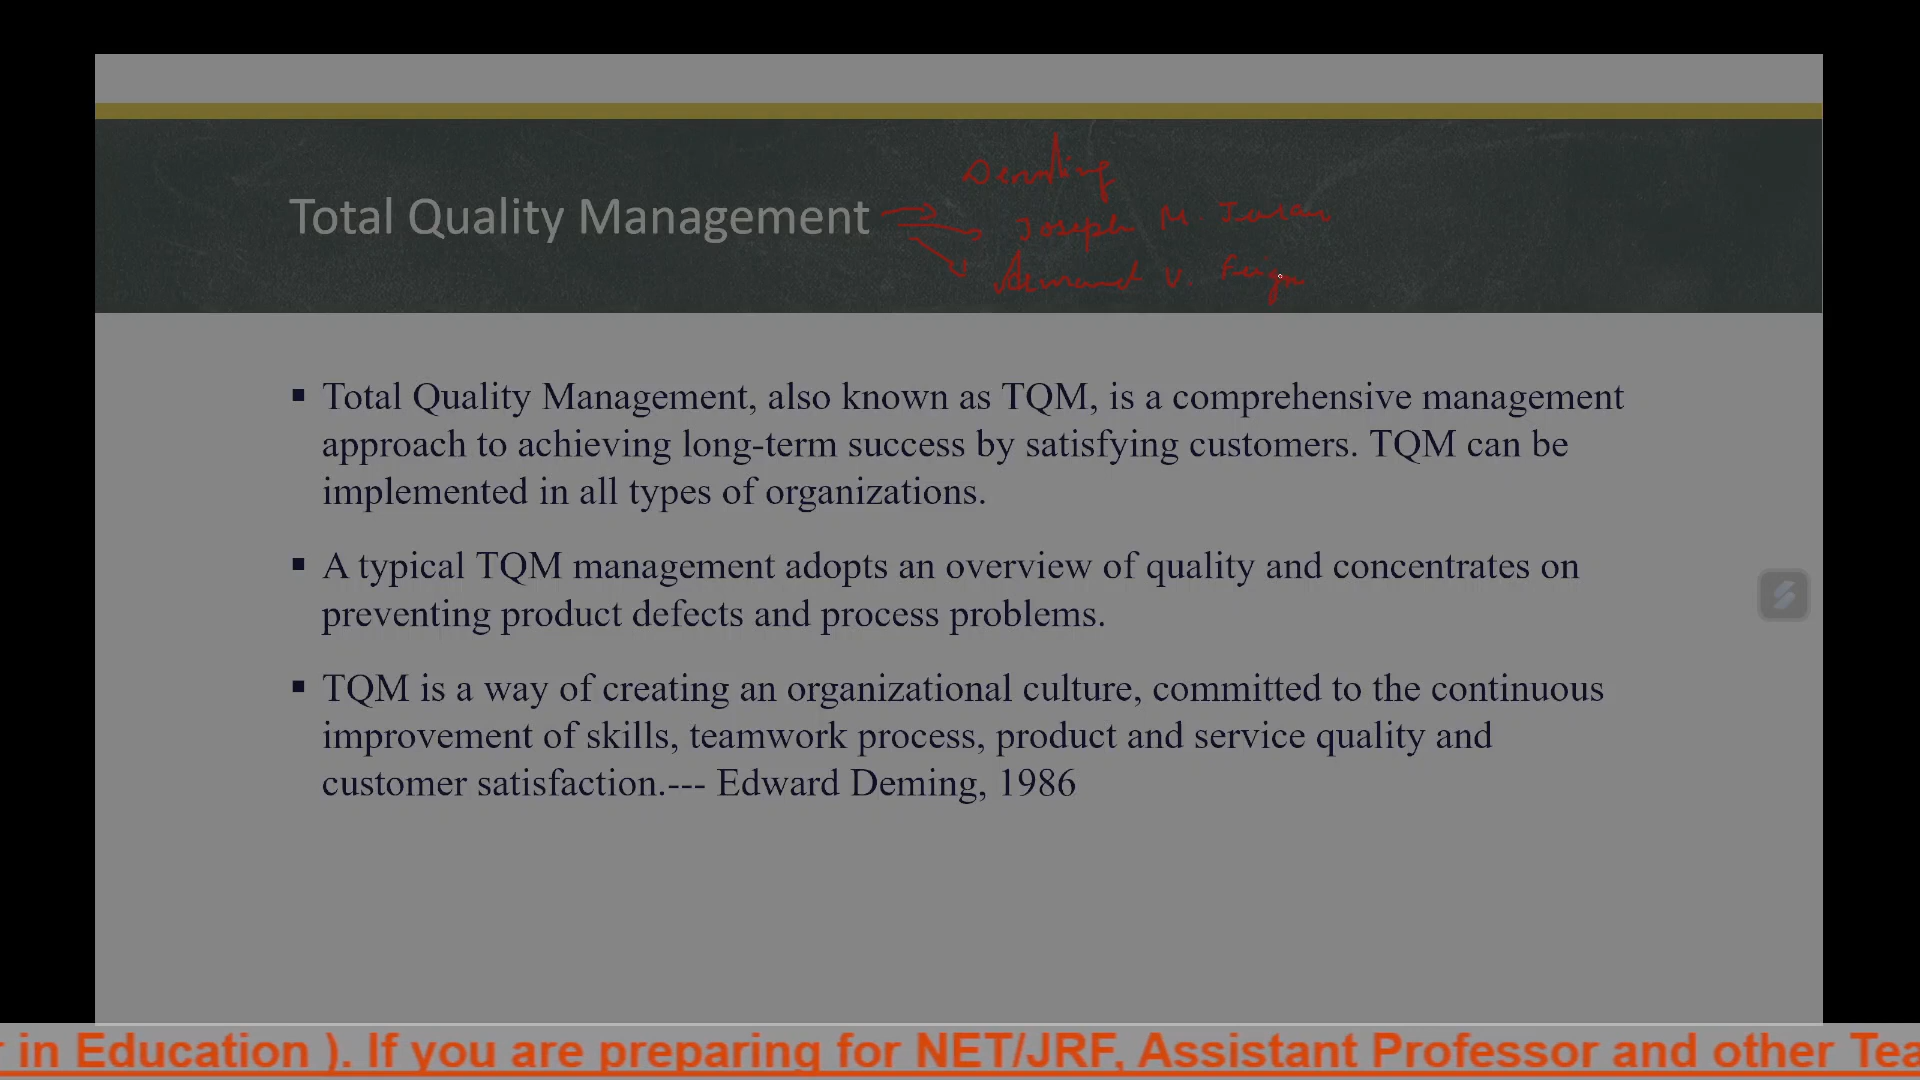 Deming
Total Quality Management
Joseph M. Juran
V. Feign
▪ Total Quality Management, also known as TQM, is a comprehensive management
approach to achieving long-term success by satisfying customers. TQM can be
implemented in all types of organizations.
▪ A typical TQM management adopts an overview of quality and concentrates on
preventing product defects and process problems.
▪ TQM is a way of creating an organizational culture, committed to the continuous
improvement of skills, teamwork process, product and service quality and
customer satisfaction.--- Edward Deming, 1986
in Education ). If you are preparing for NET/JRF, Assistant Professor and other